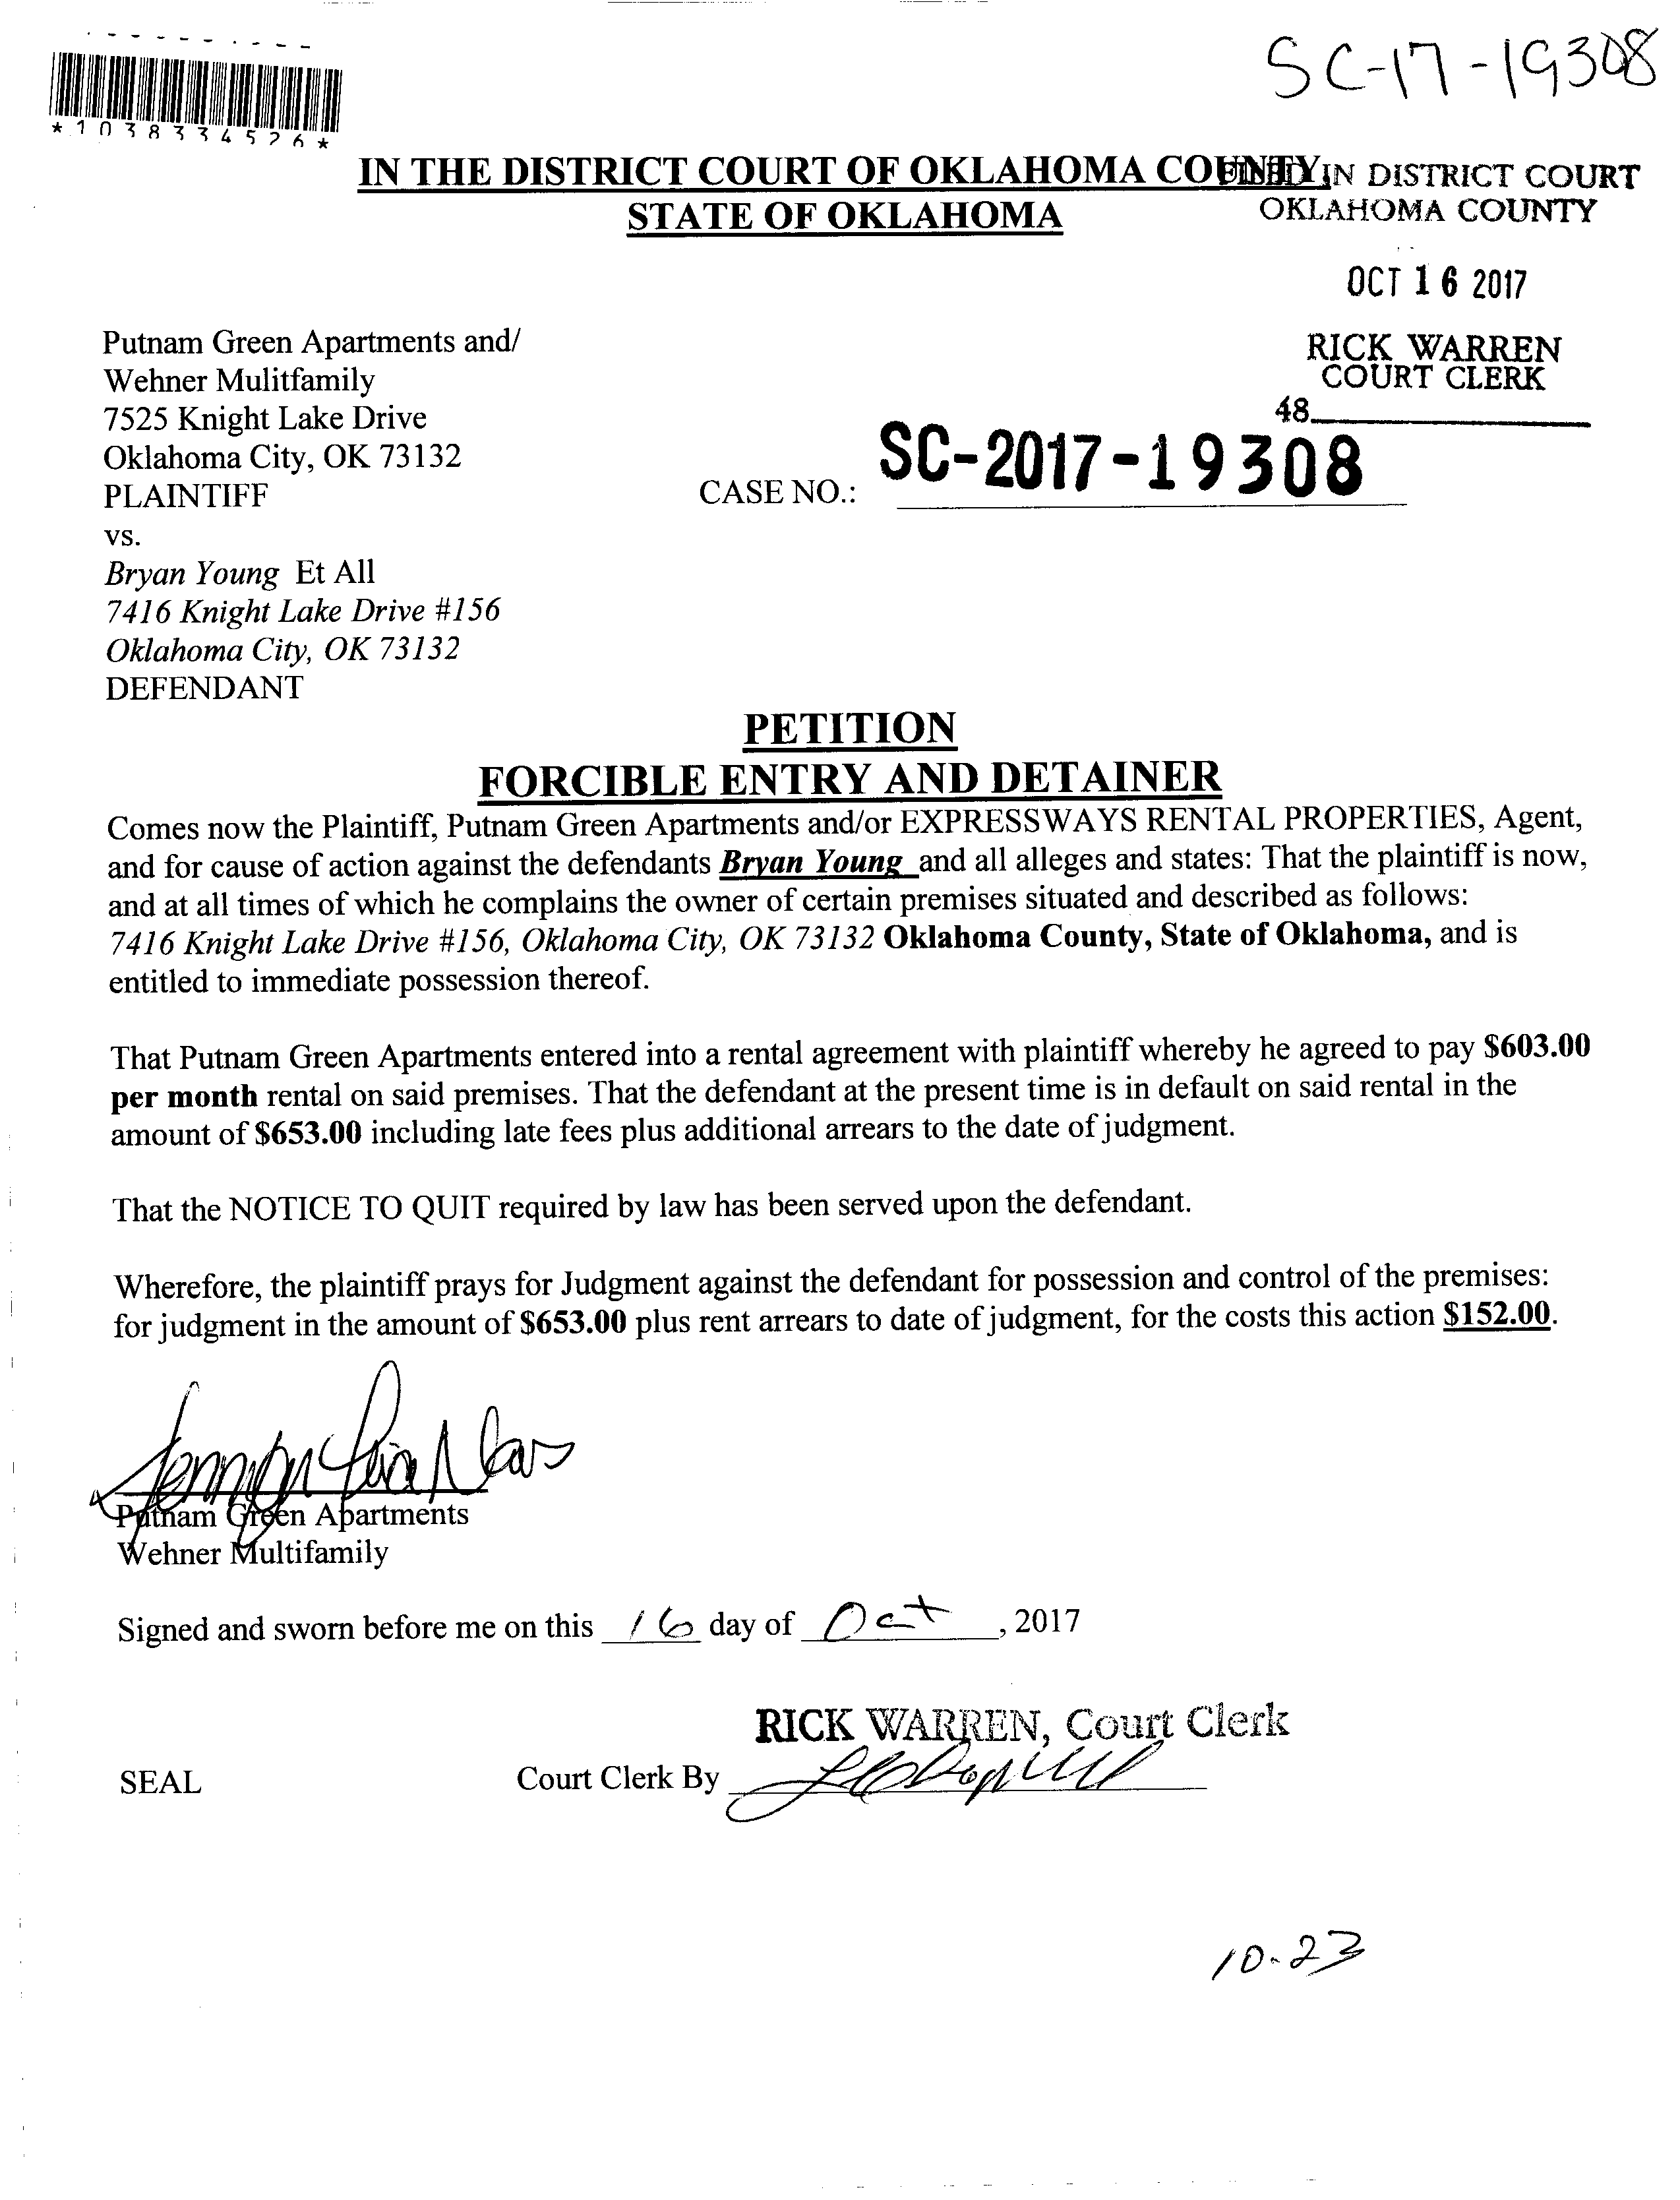 SC-17-19308
*1038334526*
IN THE DISTRICT COURT OF OKLAHOMA COUNTY
STATE OF OKLAHOMA
FILED IN DISTRICT COURT
OKLAHOMA COUNTY
OCT 16 2017
RICK WARREN
COURT CLERK
48
Putnam Green Apartments and/
Wehner Mulitfamily
7525 Knight Lake Drive
Oklahoma City, OK 73132
PLAINTIFF
CASE NO.: SC-2017-19308
vs.
Bryan Young Et All
7416 Knight Lake Drive #156
Oklahoma City, OK 73132
DEFENDANT
PETITION
FORCIBLE ENTRY AND DETAINER
Comes now the Plaintiff, Putnam Green Apartments and/or EXPRESSWAYS RENTAL PROPERTIES, Agent,
and for cause of action against the defendants Bryan Young and all alleges and states: That the plaintiff is now,
and at all times of which he complains the owner of certain premises situated and described as follows:
7416 Knight Lake Drive #156, Oklahoma City, OK 73132 Oklahoma County, State of Oklahoma, and is
entitled to immediate possession thereof.
That Putnam Green Apartments entered into a rental agreement with plaintiff whereby he agreed to pay $603.00
per month rental on said premises. That the defendant at the present time is in default on said rental in the
amount of $653.00 including late fees plus additional arrears to the date of judgment.
That the NOTICE TO QUIT required by law has been served upon the defendant.
Wherefore, the plaintiff prays for Judgment against the defendant for possession and control of the premises:
for judgment in the amount of $653.00 plus rent arrears to date of judgment, for the costs this action $152.00.
Putnam Green Apartments
Wehner Multifamily
Signed and sworn before me on this 16 day of Oct, 2017
RICK WARREN, Court Clerk
SEAL
Court Clerk By
10-23